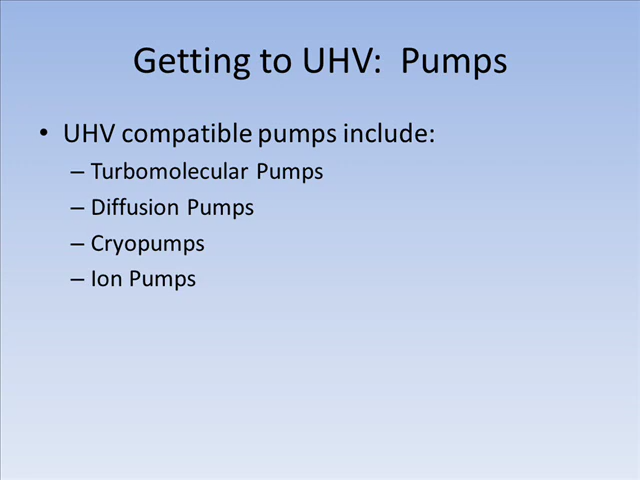 Getting to UHV:  Pumps
• UHV compatible pumps include:
– Turbomolecular Pumps
– Diffusion Pumps
– Cryopumps
– Ion Pumps